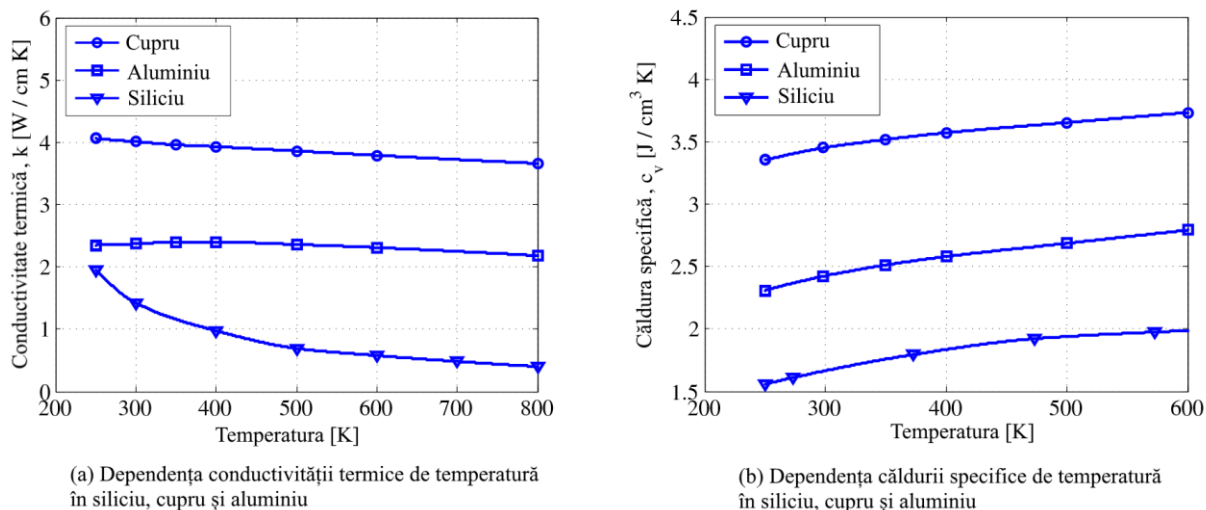 6
5
4
3
2
1
0
200
300
400
500
600
700
800
Conductivitate termică , k [W / cm K]
Temperatura [K]
Cupru
Aluminiu
Siliciu
(a) Dependența conductivității termice de temperatură
în siliciu, cupru și aluminiu
4.5
4
3.5
3
2.5
2
1.5
200
300
400
500
600
Căldura specifică , c_v [J / cm³ K]
Temperatura [K]
Cupru
Aluminiu
Siliciu
(b) Dependența căldurii specifice de temperatură
în siliciu, cupru și aluminiu